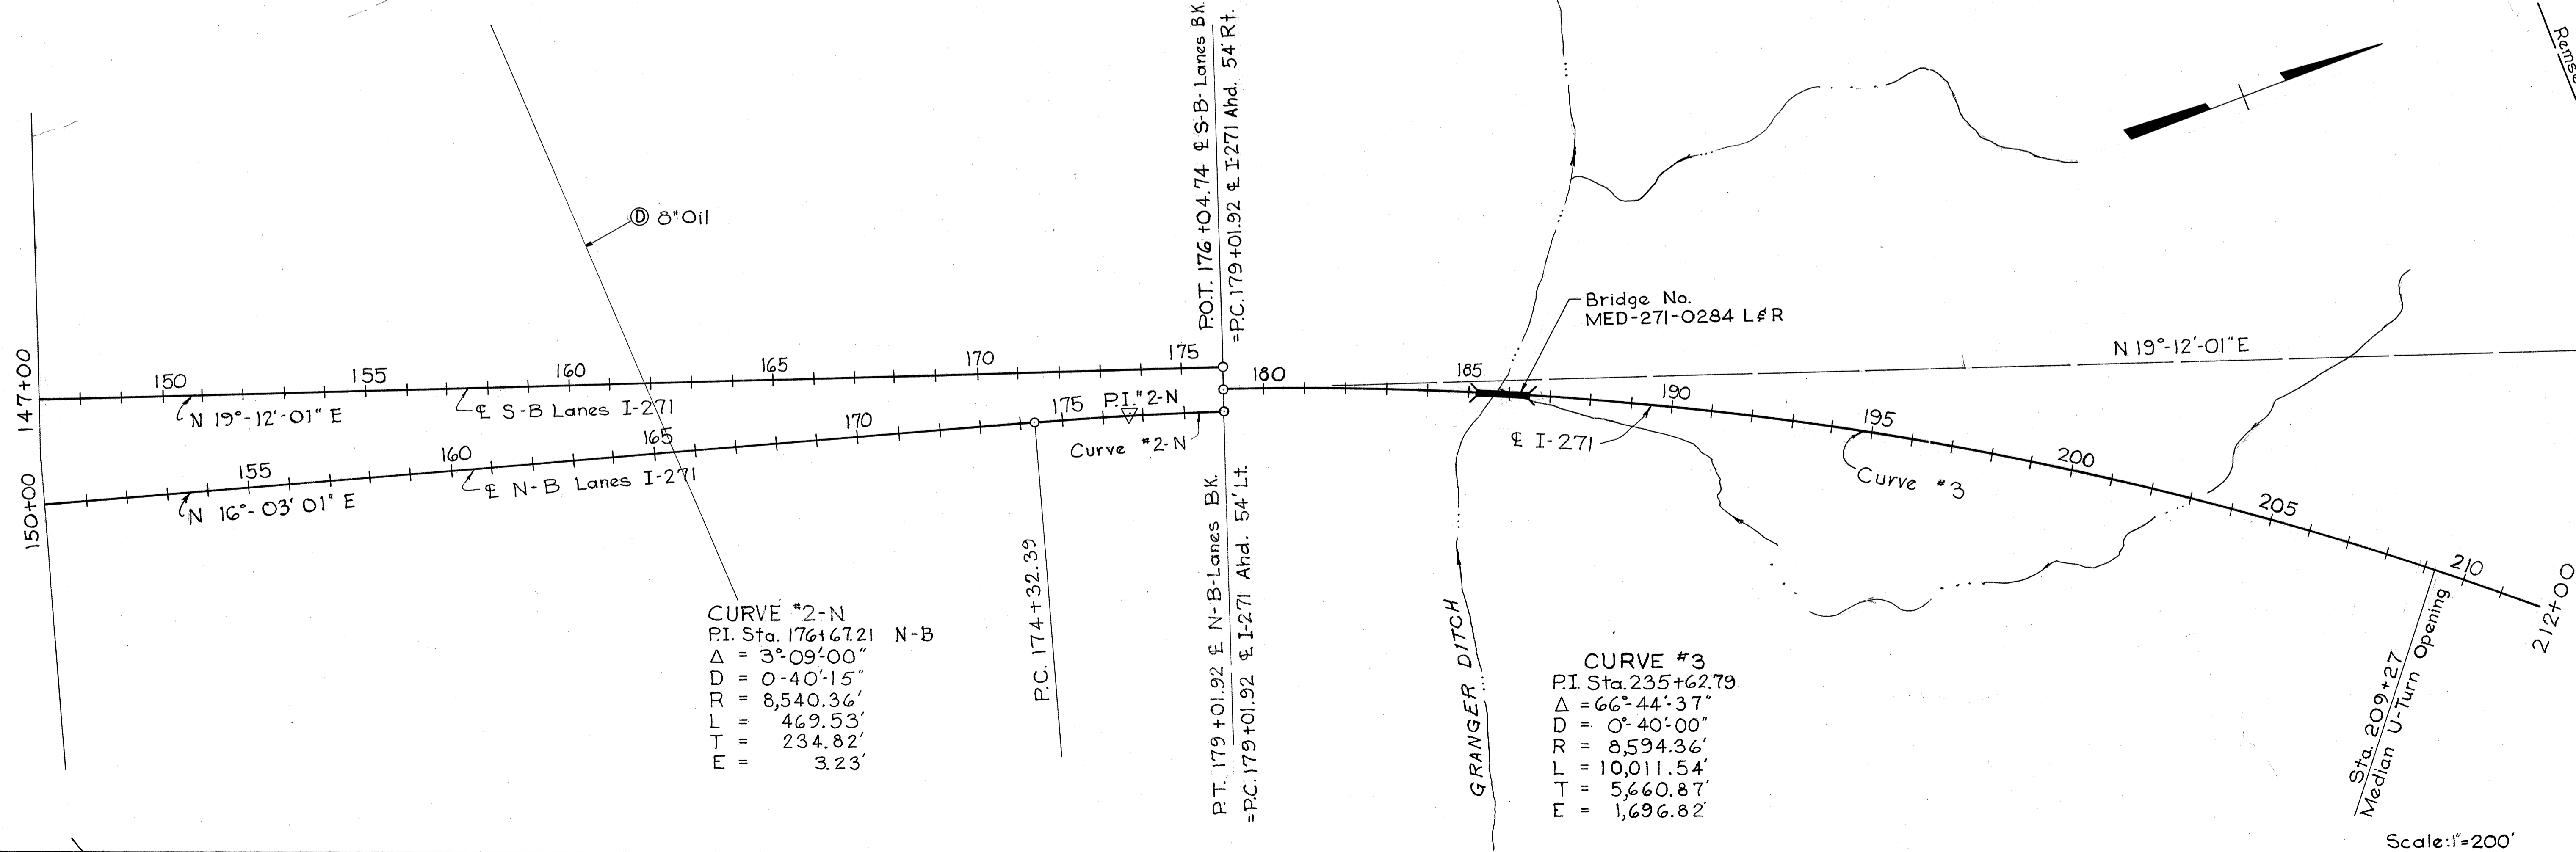 147+00
150+00
150
155
160
165
170
175
N 19°-12'-01" E
℄ S-B Lanes I-271
155
160
165
170
175
N 16°-03' 01" E
℄ N-B Lanes I-271
Ⓓ 8" Oil
P.I. #2-N
Curve #2-N
P.C. 174+32.39
P.O.T. 176+04.74 ℄ S-B-Lanes BK.
=P.C. 179+01.92 ℄ I-271 Ahd. 54' Rt.
P.T. 179+01.92 ℄ N-B-Lanes BK.
=P.C. 179+01.92 ℄ I-271 Ahd. 54' Lt.
CURVE #2-N
P.I. Sta. 176+67.21 N-B
Δ = 3°-09'-00"
D = 0-40'-15"
R = 8,540.36'
L = 469.53'
T = 234.82'
E = 3.23'
180
185
190
195
200
205
210
212+00
Bridge No.
MED-271-0284 L&R
N 19°-12'-01" E
℄ I-271
Curve #3
GRANGER DITCH
CURVE #3
P.I. Sta. 235+62.79
Δ = 66°-44'-37"
D = 0°-40'-00"
R = 8,594.36'
L = 10,011.54'
T = 5,660.87'
E = 1,696.82'
Sta. 209+27
Median U-Turn Opening
Scale: 1"=200'